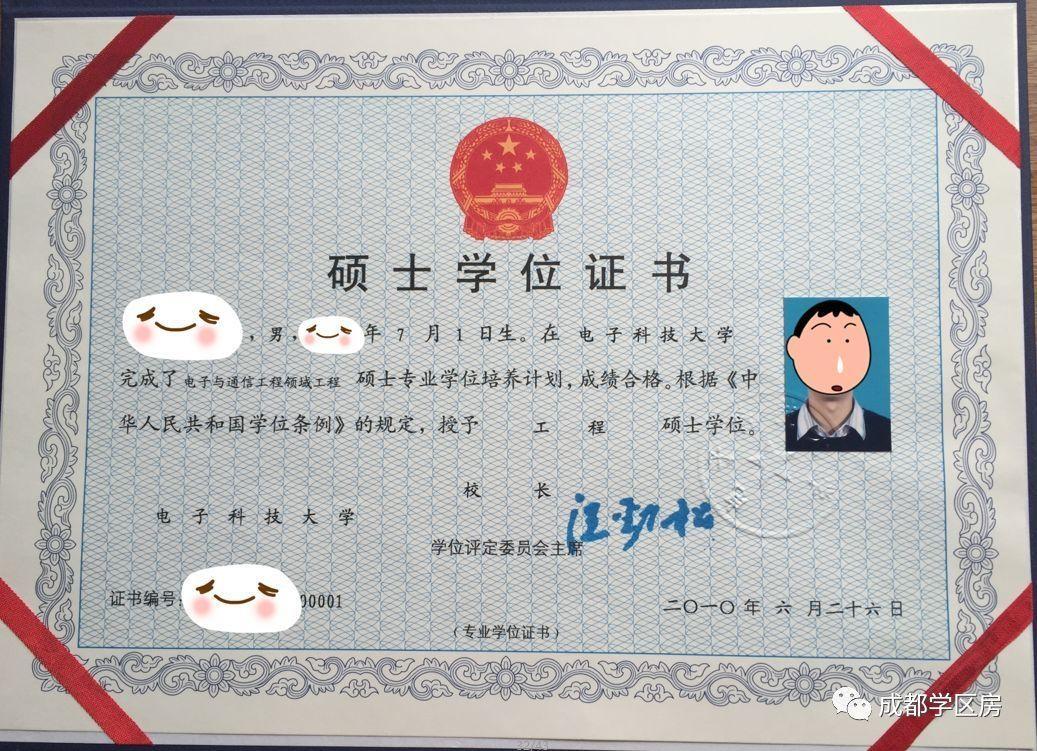 硕士学位证书
，男， 年 7 月 1 日生。在 电子科技大学
完成了 电子与通信工程领域工程 硕士专业学位培养计划，成绩合格。根据《中
华人民共和国学位条例》的规定，授予 工 程 硕士学位。
校 长
汪劲松
电子科技大学
学位评定委员会主席
证书编号： 00001
二〇一〇年 六 月二十六日
（专业学位证书）
成都学区房
32/43